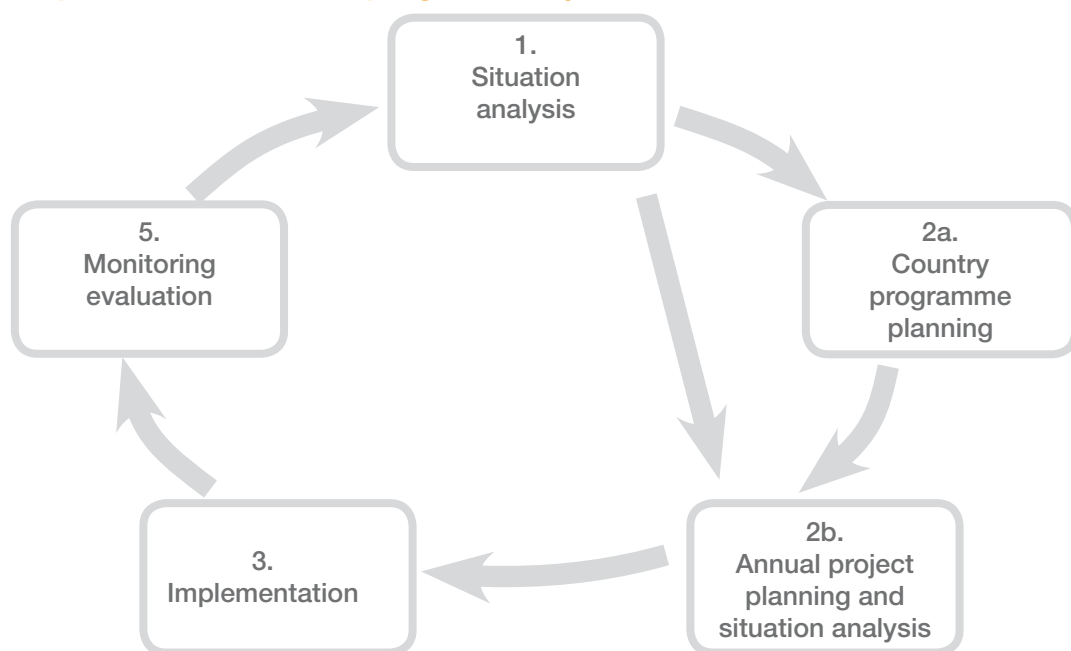 1.
Situation
analysis
2a.
Country
programme
planning
2b.
Annual project
planning and
situation analysis
3.
Implementation
5.
Monitoring
evaluation